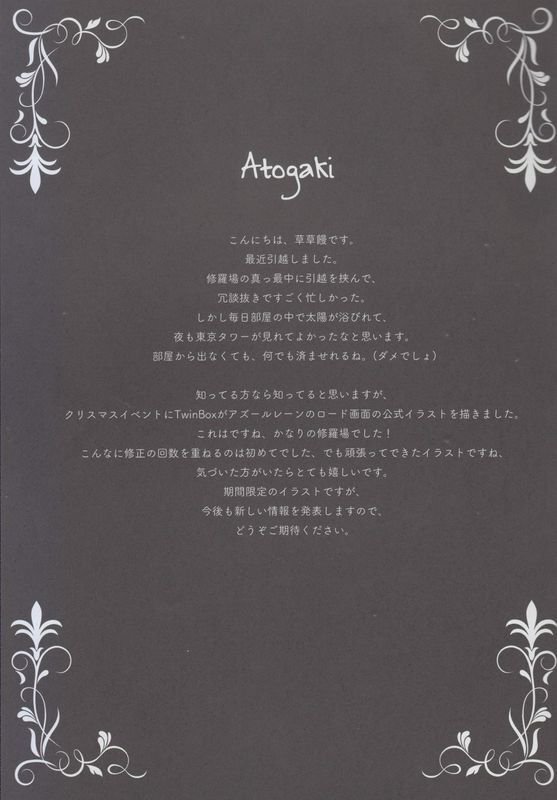 Atogaki
こんにちは、草草饅です。
最近引越しました。
修羅場の真っ最中に引越を挟んで、
冗談抜きですごく忙しかった。
しかし毎日部屋の中で太陽が浴びれて、
夜も東京タワーが見れてよかったなと思います。
部屋から出なくても、何でも済ませれるね。(ダメでしょ)
知ってる方なら知ってると思いますが、
クリスマスイベントにTwinBoxがアズールレーンのロード画面の公式イラストを描きました。
これはですね、かなりの修羅場でした！
こんなに修正の回数を重ねるのは初めてでした、でも頑張ってできたイラストですね、
気づいた方がいたらとても嬉しいです。
期間限定のイラストですが、
今後も新しい情報を発表しますので、
どうぞご期待ください。